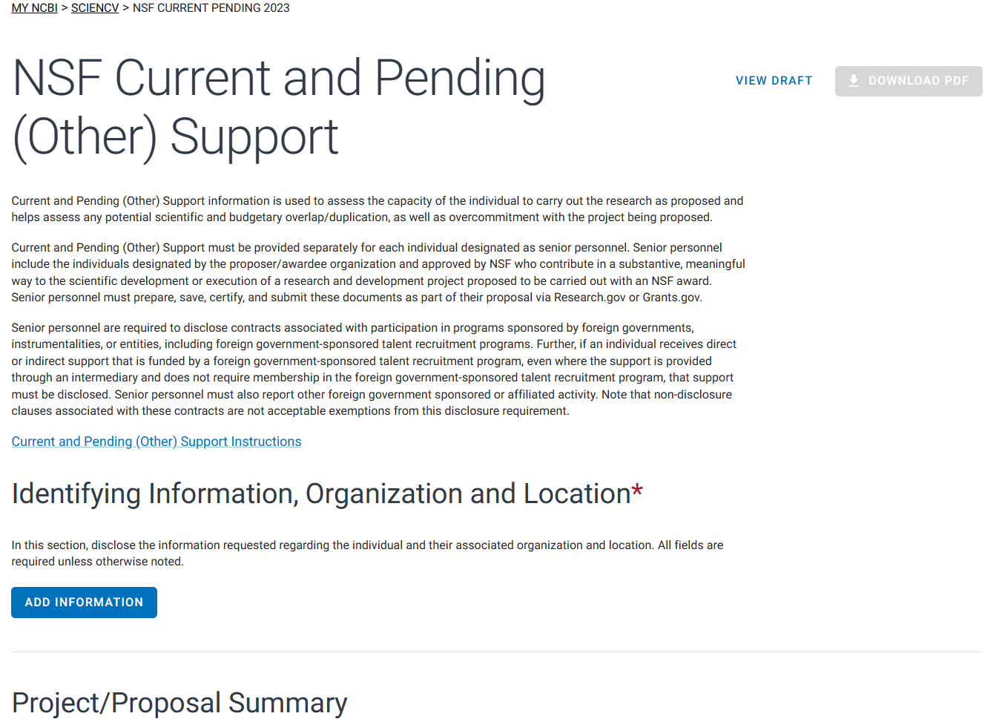 MY NCBI > SCIENCV > NSF CURRENT PENDING 2023
NSF Current and Pending
(Other) Support
VIEW DRAFT
DOWNLOAD PDF
Current and Pending (Other) Support information is used to assess the capacity of the individual to carry out the research as proposed and
helps assess any potential scientific and budgetary overlap/duplication, as well as overcommitment with the project being proposed.
Current and Pending (Other) Support must be provided separately for each individual designated as senior personnel. Senior personnel
include the individuals designated by the proposer/awardee organization and approved by NSF who contribute in a substantive, meaningful
way to the scientific development or execution of a research and development project proposed to be carried out with an NSF award.
Senior personnel must prepare, save, certify, and submit these documents as part of their proposal via Research.gov or Grants.gov.
Senior personnel are required to disclose contracts associated with participation in programs sponsored by foreign governments,
instrumentalities, or entities, including foreign government-sponsored talent recruitment programs. Further, if an individual receives direct
or indirect support that is funded by a foreign government-sponsored talent recruitment program, even where the support is provided
through an intermediary and does not require membership in the foreign government-sponsored talent recruitment program, that support
must be disclosed. Senior personnel must also report other foreign government sponsored or affiliated activity. Note that non-disclosure
clauses associated with these contracts are not acceptable exemptions from this disclosure requirement.
Current and Pending (Other) Support Instructions
Identifying Information, Organization and Location*
In this section, disclose the information requested regarding the individual and their associated organization and location. All fields are
required unless otherwise noted.
ADD INFORMATION
Project/Proposal Summary